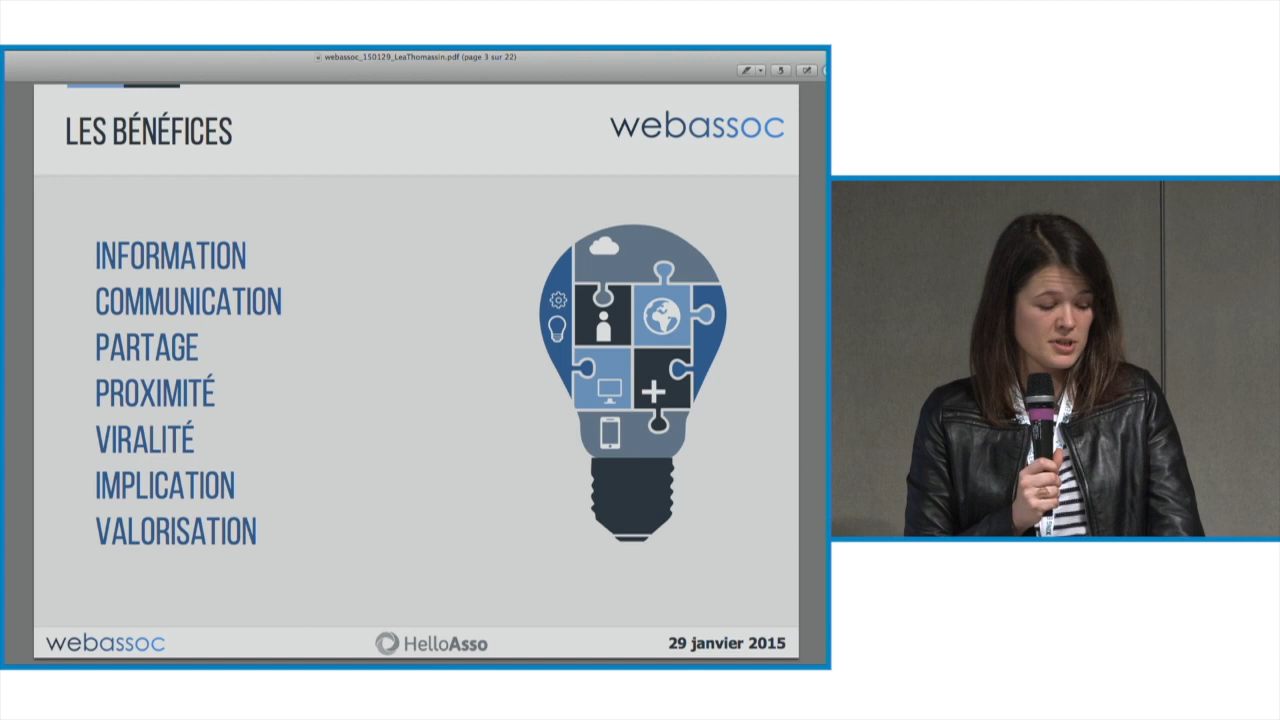 webassoc_150129_LeaThomassin.pdf (page 3 sur 22)
5
LES BÉNÉFICES
webassoc
INFORMATION
COMMUNICATION
PARTAGE
PROXIMITÉ
VIRALITÉ
IMPLICATION
VALORISATION
webassoc
HelloAsso
29 janvier 2015